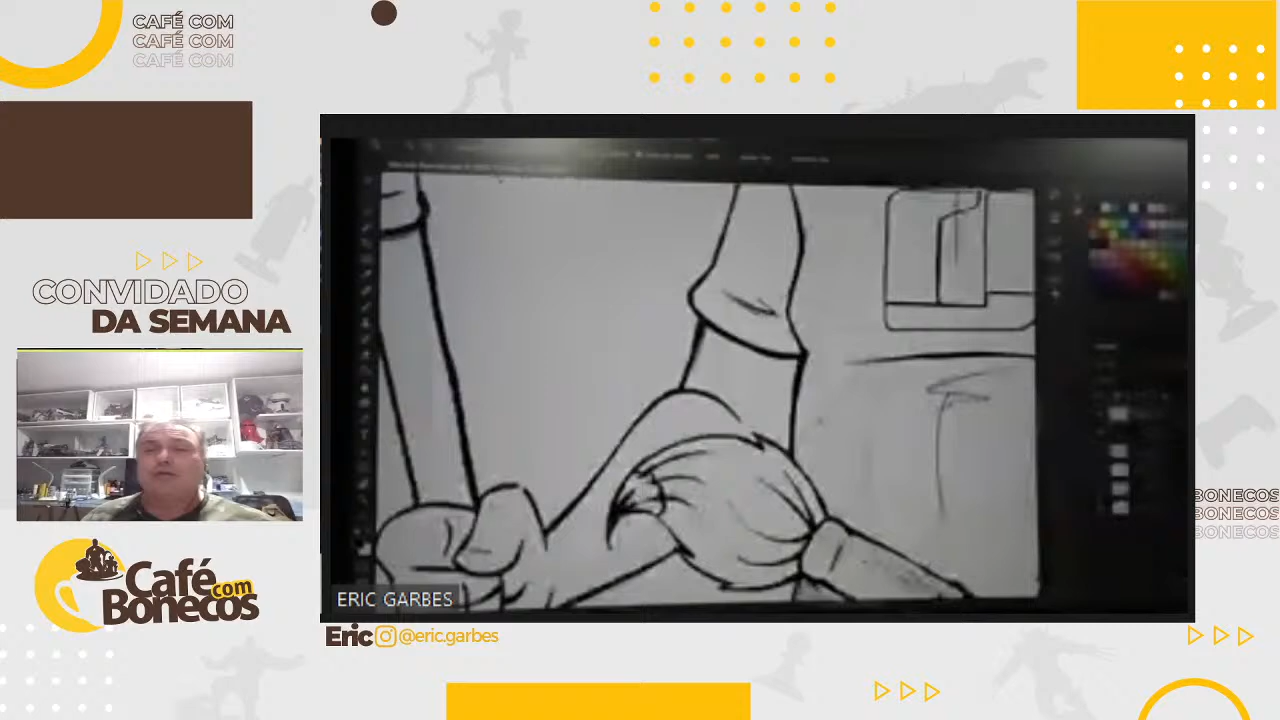 CAFÉ COM
CAFÉ COM
CAFÉ COM
CONVIDADO
DA SEMANA
Café
com
Bonecos
ERIC GARBES
Eric @eric.garbes
BONECOS
BONECOS
BONECOS